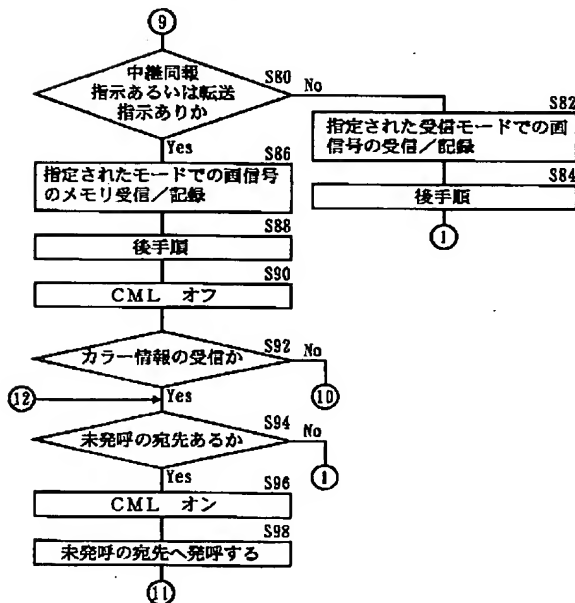 9
中継同報
指示あるいは転送
指示ありか
S80
No
Yes
S82
指定された受信モードでの画
信号の受信／記録
S84
後手順
1
S86
指定されたモードでの画信号
のメモリ受信／記録
S88
後手順
S90
CML オフ
S92
カラー情報の受信か
No
10
Yes
12
S94
未発呼の宛先あるか
No
1
Yes
S96
CML オン
S98
未発呼の宛先へ発呼する
11